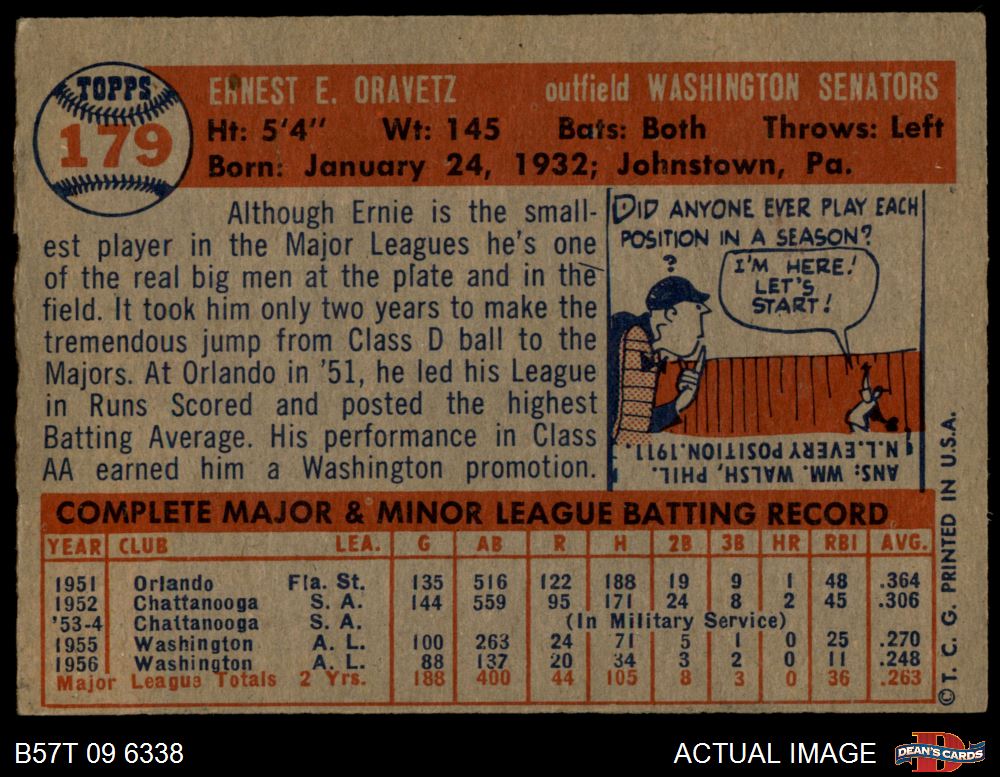 TOPPS
179
ERNEST E. ORAVETZ outfield WASHINGTON SENATORS
Ht: 5'4" Wt: 145 Bats: Both Throws: Left
Born: January 24, 1932; Johnstown, Pa.
Although Ernie is the small-
est player in the Major Leagues he's one
of the real big men at the plate and in the
field. It took him only two years to make the
tremendous jump from Class D ball to the
Majors. At Orlando in '51, he led his League
in Runs Scored and posted the highest
Batting Average. His performance in Class
AA earned him a Washington promotion.
DID ANYONE EVER PLAY EACH
POSITION IN A SEASON?
?
I'M HERE!
LET'S
START!
ANS: WM. WALSH, PHIL.
N.L. EVERY POSITION. 1911.
COMPLETE MAJOR & MINOR LEAGUE BATTING RECORD
YEAR CLUB LEA. G AB R H 2B 3B HR RBI AVG.
1951 Orlando Fla. St. 135 516 122 188 19 9 1 48 .364
1952 Chattanooga S. A. 144 559 95 171 24 8 2 45 .306
'53-4 Chattanooga S. A. (In Military Service)
1955 Washington A. L. 100 263 24 71 5 1 0 25 .270
1956 Washington A. L. 88 137 20 34 3 2 0 11 .248
Major League Totals 2 Yrs. 188 400 44 105 8 3 0 36 .263
© T. C. G. PRINTED IN U.S.A.
B57T 09 6338
ACTUAL IMAGE
D
DEAN'S CARDS